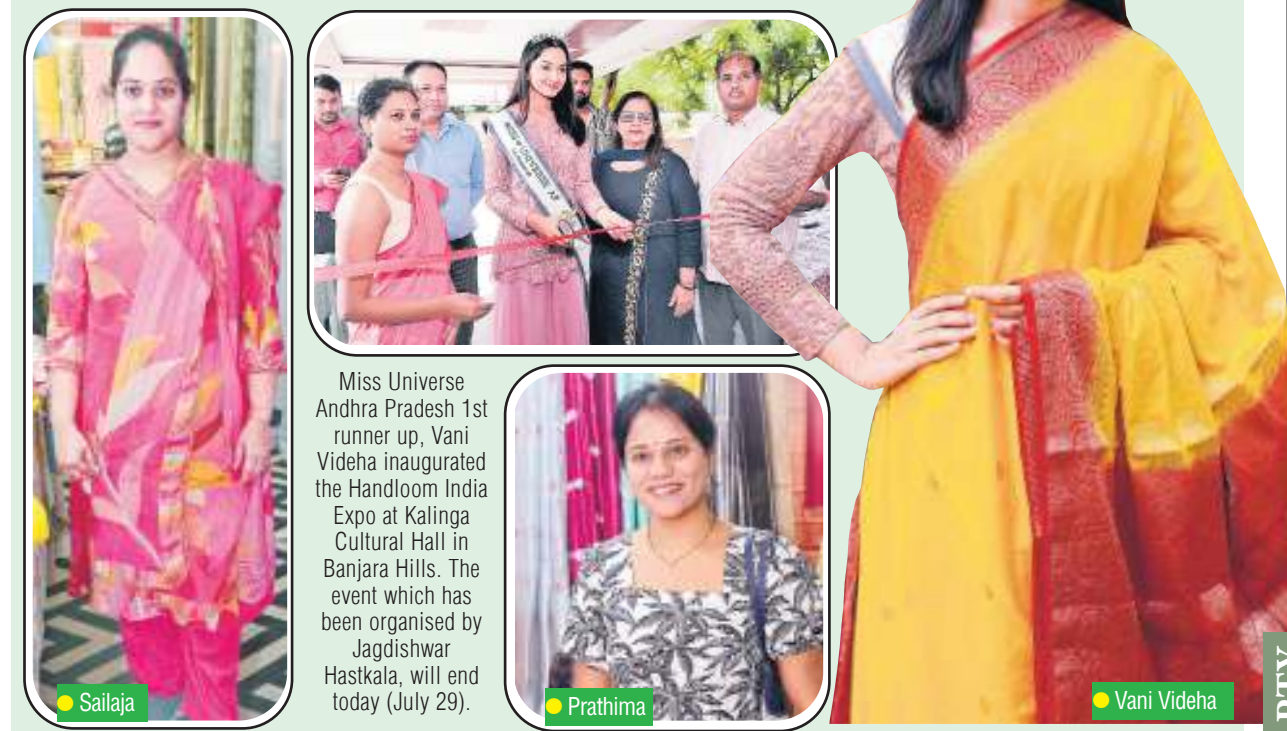 Miss Universe
Andhra Pradesh 1st
runner up, Vani
Videha inaugurated
the Handloom India
Expo at Kalinga
Cultural Hall in
Banjara Hills. The
event which has
been organised by
Jagdishwar
Hastkala, will end
today (July 29).
Sailaja
Prathima
Vani Videha